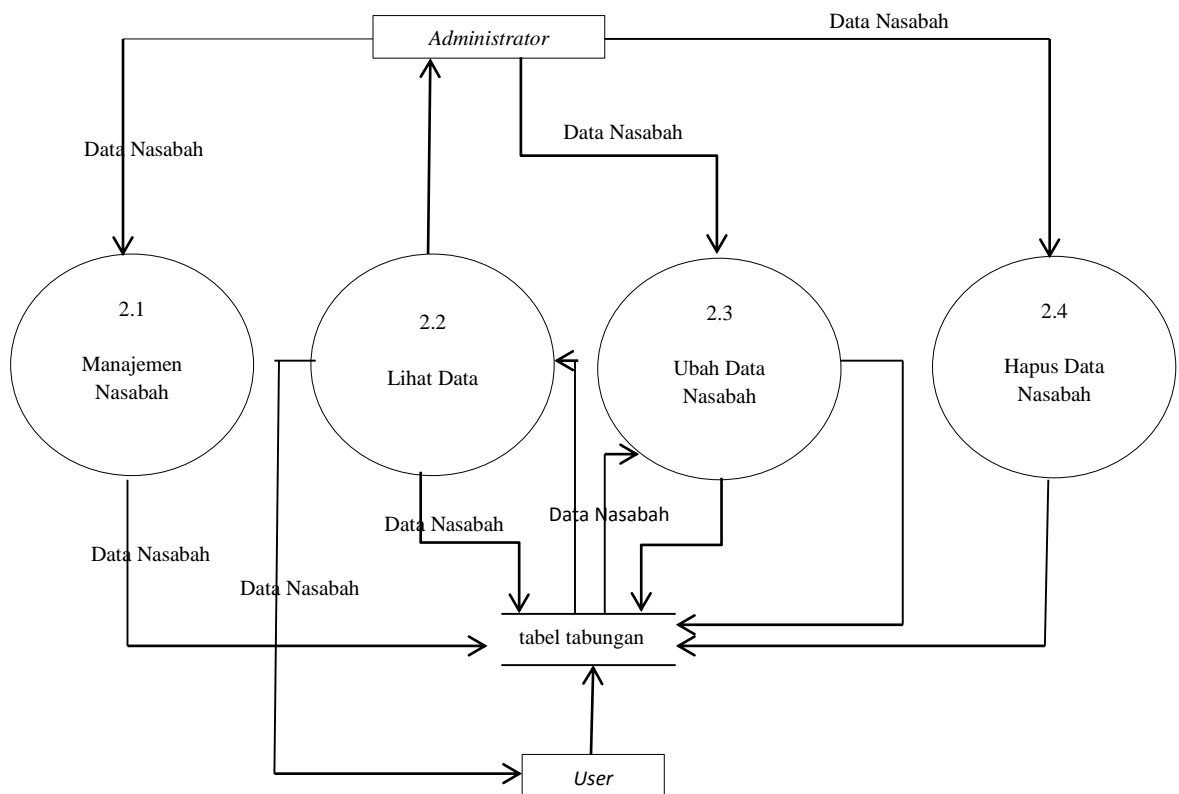 Data Nasabah
Administrator
Data Nasabah
Data Nasabah
2.1
Manajemen
Nasabah
2.2
Lihat Data
2.3
Ubah Data
Nasabah
2.4
Hapus Data
Nasabah
Data Nasabah
Data Nasabah
Data Nasabah
Data Nasabah
tabel tabungan
User